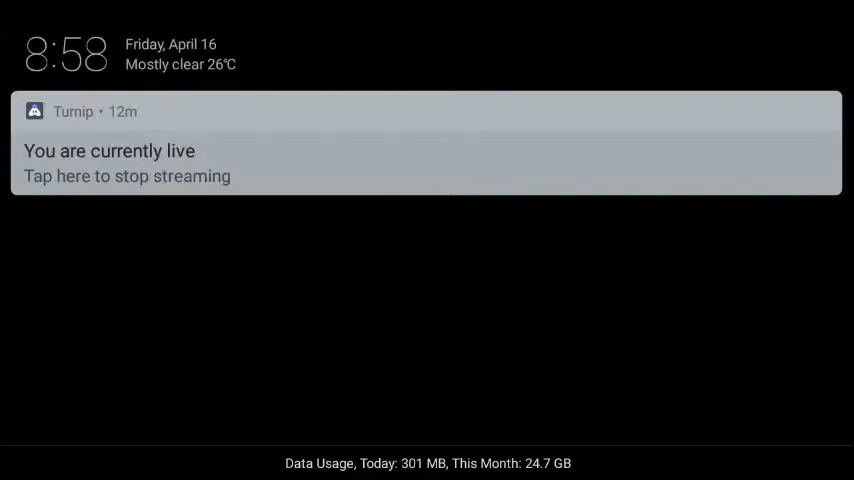 8:58
Friday, April 16
Mostly clear 26℃
Turnip • 12m
You are currently live
Tap here to stop streaming
Data Usage, Today: 301 MB, This Month: 24.7 GB